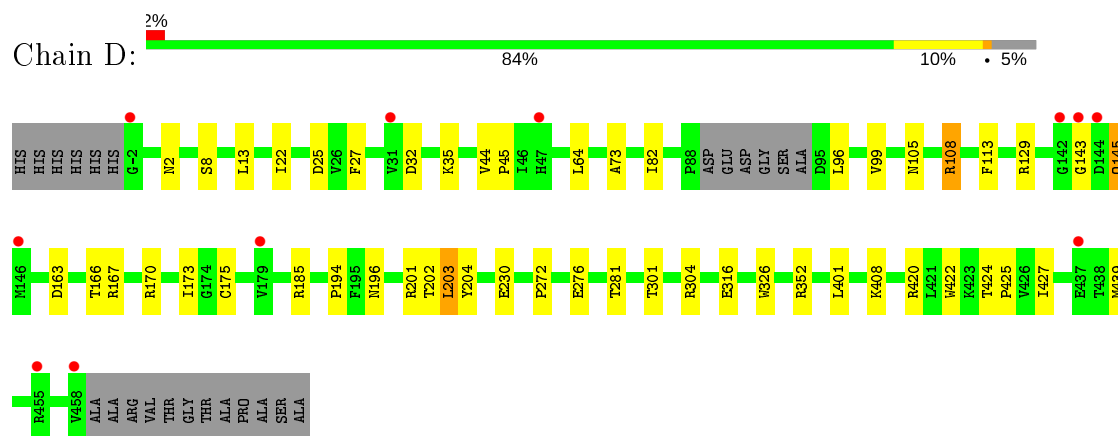 2%
Chain D:
84% 10% • 5%
HIS HIS HIS HIS HIS HIS G-2 N2 S8 L13 I22 D25 V26 F27 V31 D32 K35 V44 P45 I46 H47 L64 A73 I82 P88 ASP GLU ASP GLY SER ALA D95 L96 V99 N105 R108 F113 R129 G142 G143 D144
M146 D163 T166 R167 R170 I173 G174 C175 V179 R185 P194 F195 N196 R201 T202 L203 Y204 E230 P272 E276 T281 T301 R304 E316 W326 R352 L401 K408 R420 L421 W422 K423 T424 P425 V426 I427 E437 T438 M439
R455 V458 ALA ALA ARG VAL THR GLY THR ALA PRO ALA SER ALA